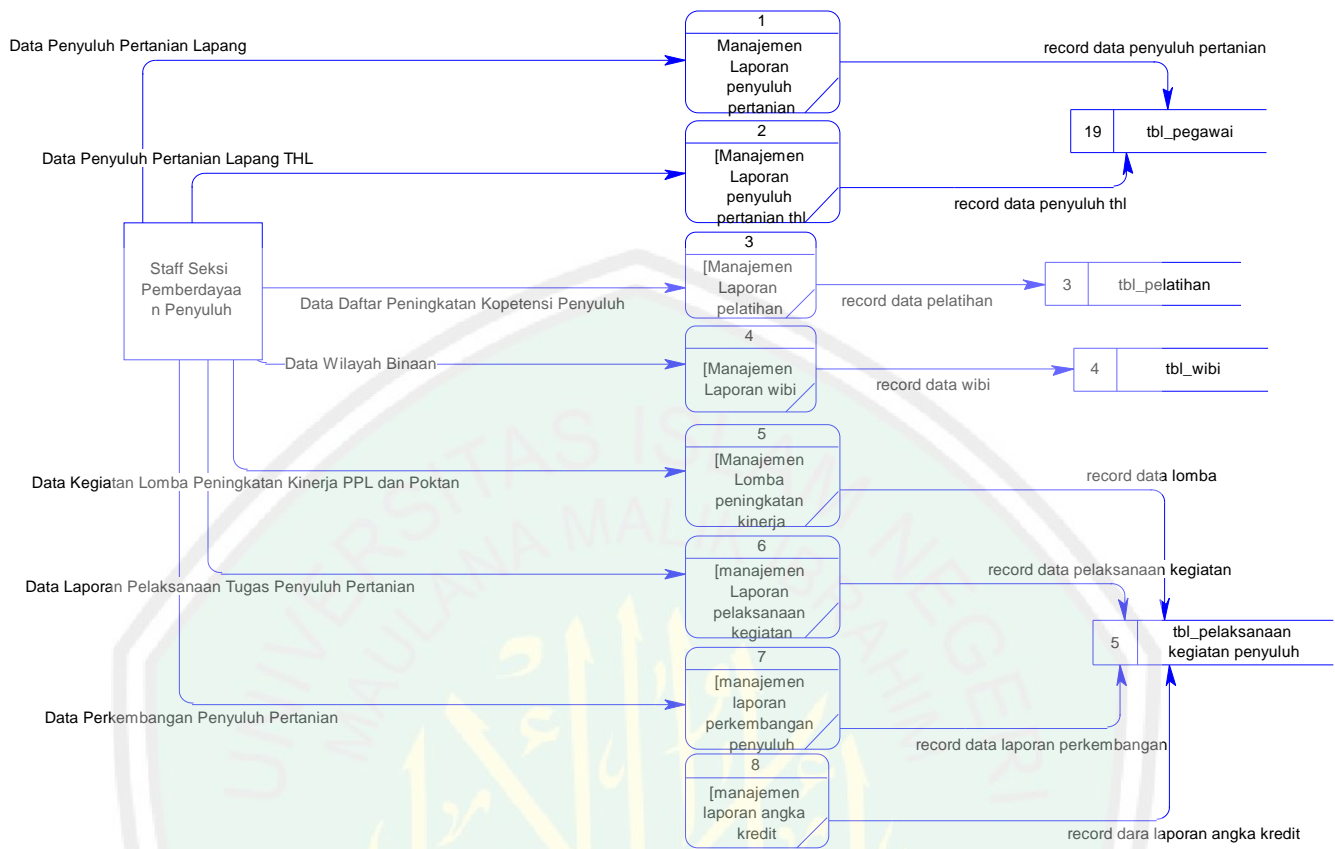 1
Data Penyuluh Pertanian Lapang
Manajemen
Laporan
penyuluh
pertanian
record data penyuluh pertanian
19
tbl_pegawai
2
Data Penyuluh Pertanian Lapang THL
[Manajemen
Laporan
penyuluh
pertanian thl
record data penyuluh thl
Staff Seksi
Pemberdayaa
n Penyuluh
3
[Manajemen
Laporan
pelatihan
Data Daftar Peningkatan Kopetensi Penyuluh
record data pelatihan
3
tbl_pelatihan
4
Data Wilayah Binaan
[Manajemen
Laporan wibi
record data wibi
4
tbl_wibi
5
[Manajemen
Lomba
peningkatan
kinerja
Data Kegiatan Lomba Peningkatan Kinerja PPL dan Poktan
record data lomba
6
[manajemen
Laporan
pelaksanaan
kegiatan
Data Laporan Pelaksanaan Tugas Penyuluh Pertanian
record data pelaksanaan kegiatan
5
tbl_pelaksanaan
kegiatan penyuluh
7
[manajemen
laporan
perkembangan
penyuluh
Data Perkembangan Penyuluh Pertanian
record data laporan perkembangan
8
[manajemen
laporan angka
kredit
record dara laporan angka kredit
UNIVERSITAS ISLAM NEGERI
MAULANA MALIK IBRAHIM